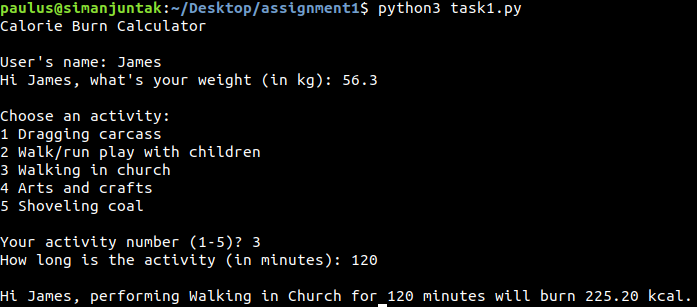 paulus@simanjuntak:~/Desktop/assignment1$ python3 task1.py
Calorie Burn Calculator
User's name: James
Hi James, what's your weight (in kg): 56.3
Choose an activity:
1 Dragging carcass
2 Walk/run play with children
3 Walking in church
4 Arts and crafts
5 Shoveling coal
Your activity number (1-5)? 3
How long is the activity (in minutes): 120
Hi James, performing Walking in Church for 120 minutes will burn 225.20 kcal.